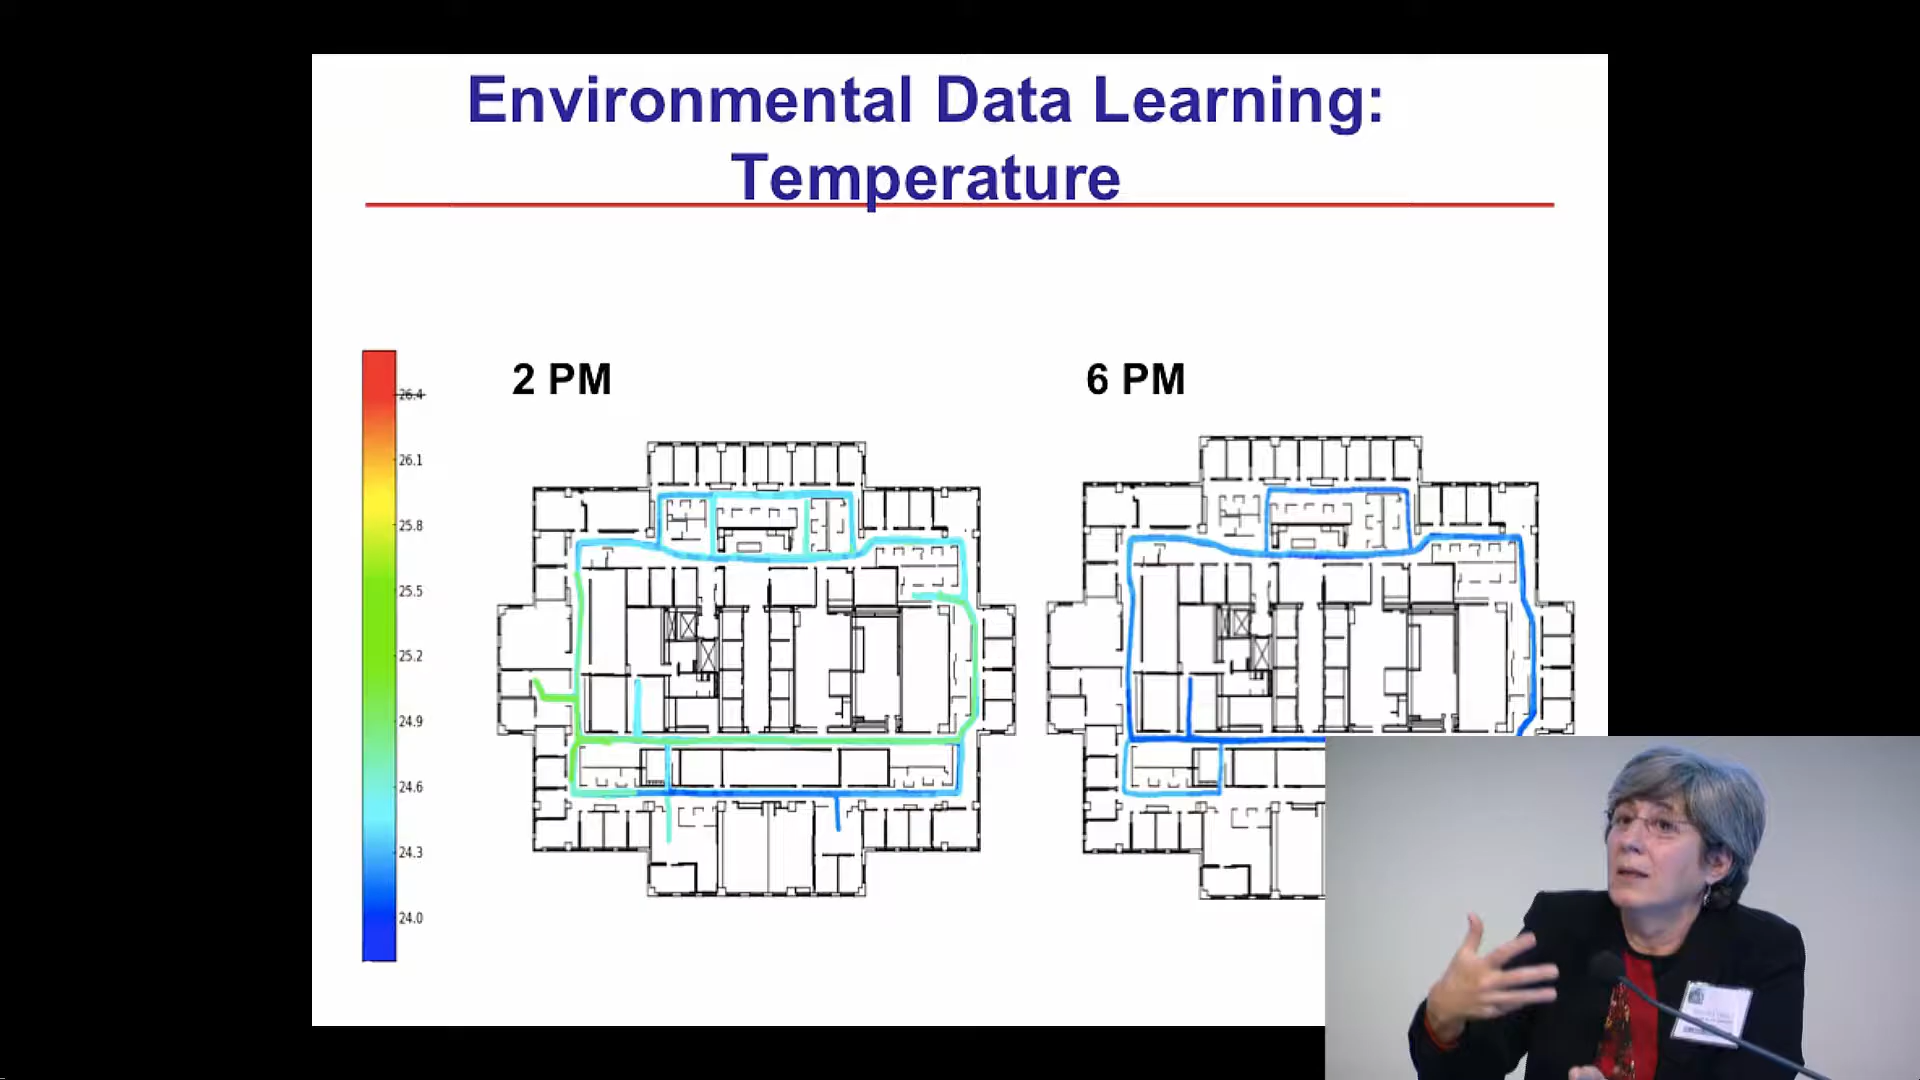 Environmental Data Learning:
Temperature
2 PM
6 PM
26.4
26.1
25.8
25.5
25.2
24.9
24.6
24.3
24.0